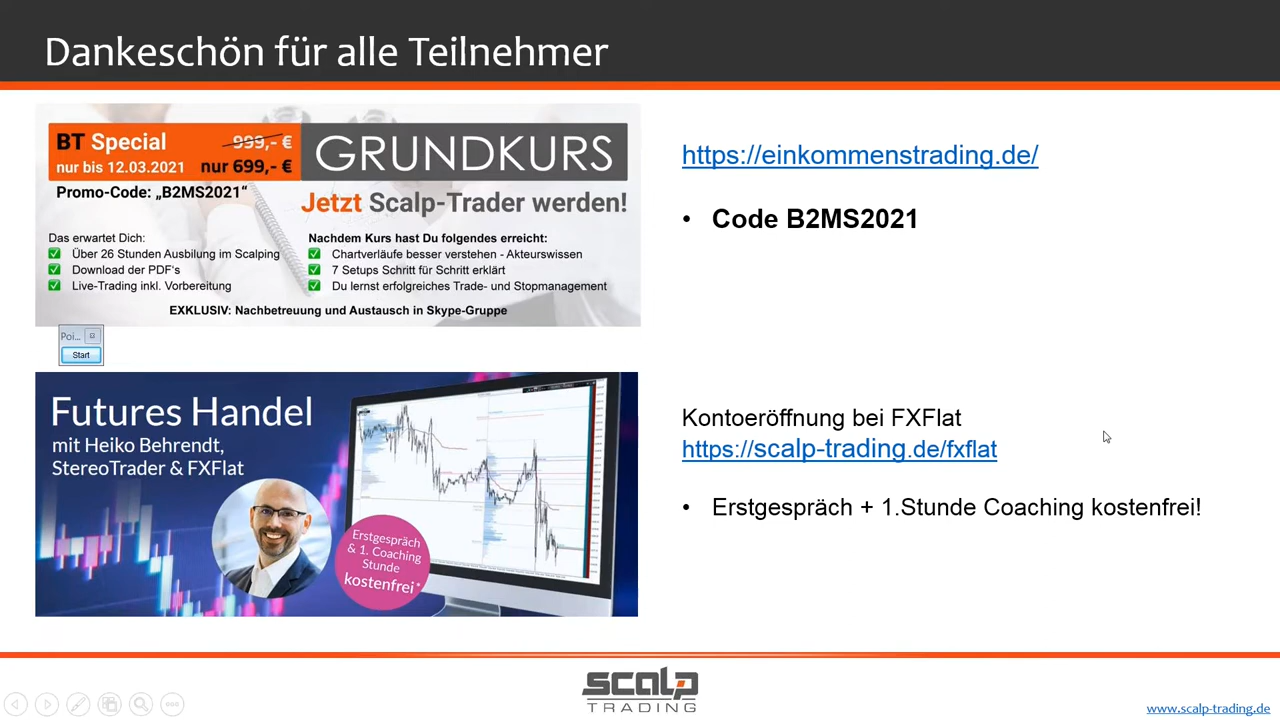 Dankeschön für alle Teilnehmer
BT Special 999,- €
nur bis 12.03.2021 nur 699,- €
GRUNDKURS
Promo-Code: „B2MS2021“
Jetzt Scalp-Trader werden!
Das erwartet Dich:
Über 26 Stunden Ausbilung im Scalping
Download der PDF's
Live-Trading inkl. Vorbereitung
Nachdem Kurs hast Du folgendes erreicht:
Chartverläufe besser verstehen - Akteurswissen
7 Setups Schritt für Schritt erklärt
Du lernst erfolgreiches Trade- und Stopmanagement
EXKLUSIV: Nachbetreuung und Austausch in Skype-Gruppe
https://einkommenstrading.de/
• Code B2MS2021
Poi...
Start
Futures Handel
mit Heiko Behrendt,
StereoTrader & FXFlat
Erstgespräch
& 1. Coaching
Stunde
kostenfrei*
Kontoeröffnung bei FXFlat
https://scalp-trading.de/fxflat
• Erstgespräch + 1.Stunde Coaching kostenfrei!
SCALP
TRADING
www.scalp-trading.de